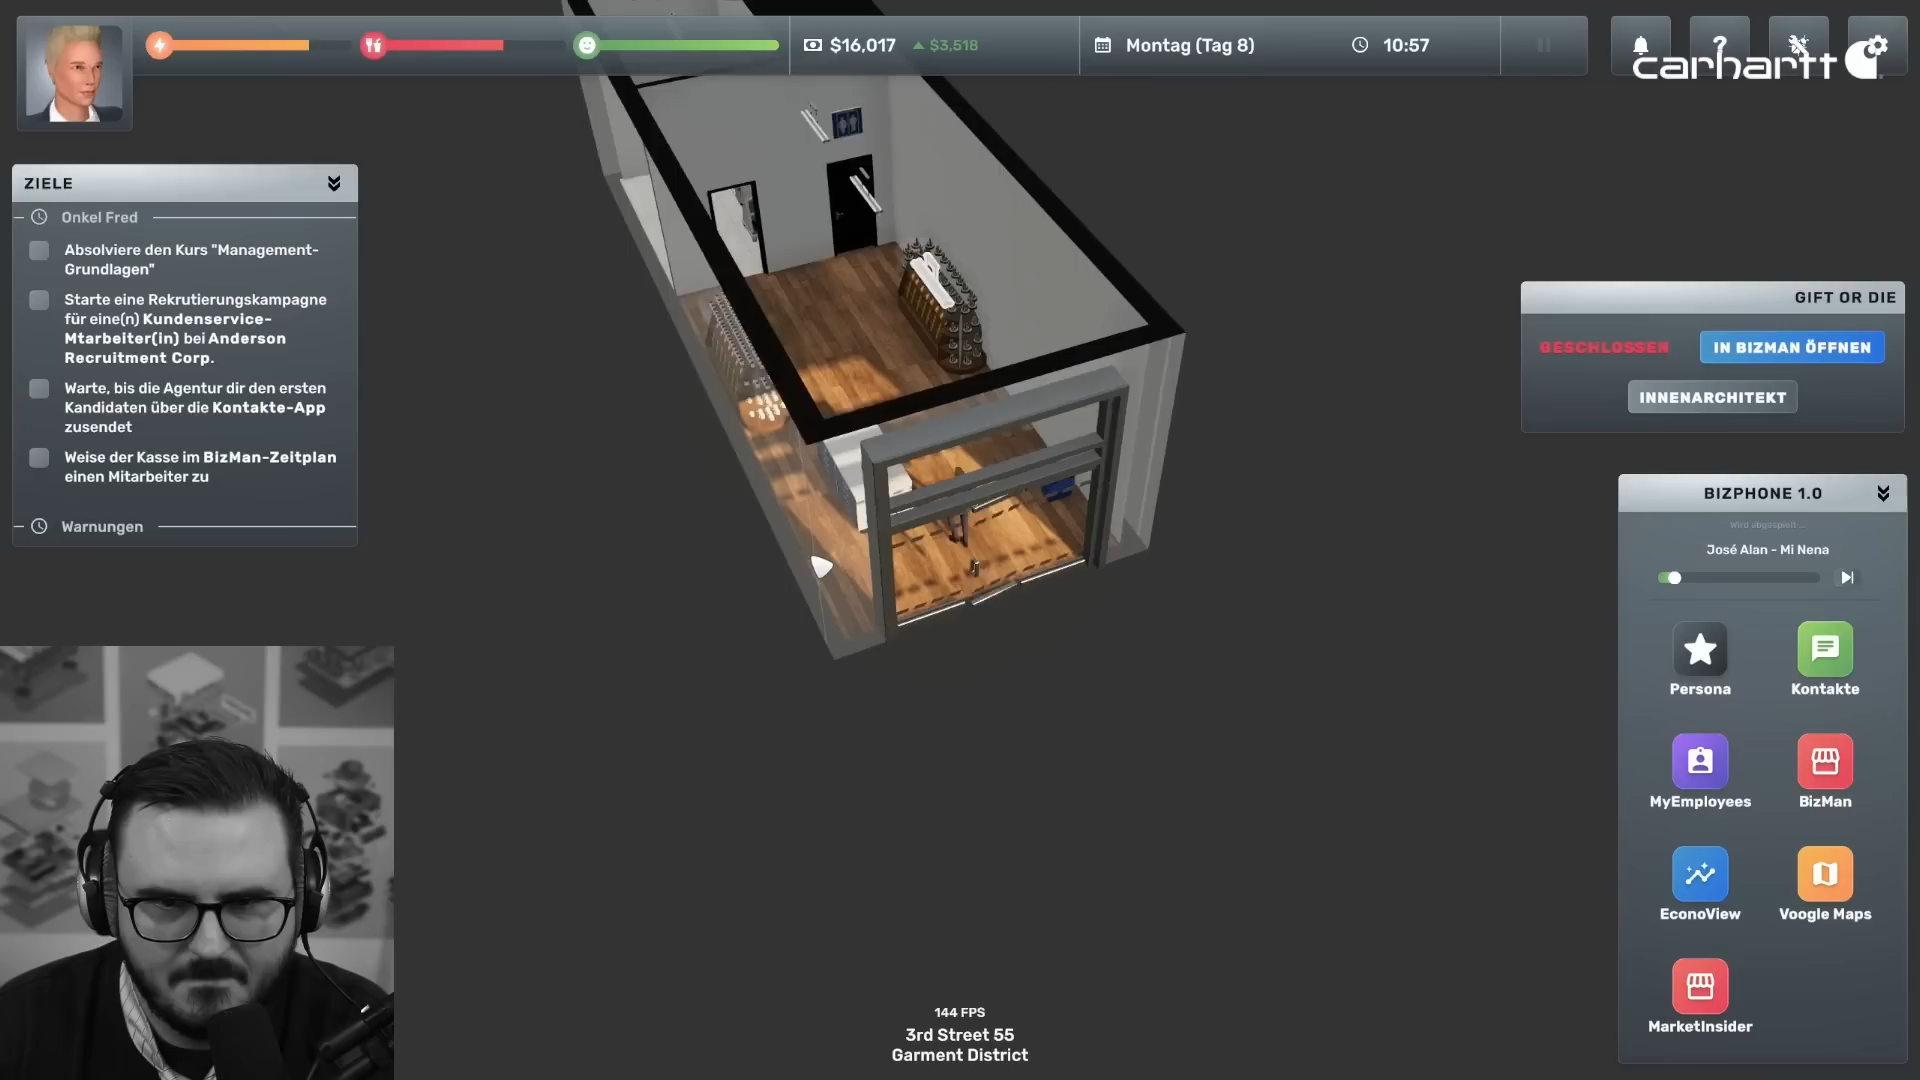 $16,017
$3,518
Montag (Tag 8)
10:57
?
carhartt
ZIELE
Onkel Fred
Absolviere den Kurs "Management-
Grundlagen"
Starte eine Rekrutierungskampagne
für eine(n) Kundenservice-
Mtarbeiter(in) bei Anderson
Recruitment Corp.
Warte, bis die Agentur dir den ersten
Kandidaten über die Kontakte-App
zusendet
Weise der Kasse im BizMan-Zeitplan
einen Mitarbeiter zu
Warnungen
GIFT OR DIE
GESCHLOSSEN
IN BIZMAN ÖFFNEN
INNENARCHITEKT
BIZPHONE 1.0
Wird abgespielt ...
José Alan - Mi Nena
Persona
Kontakte
MyEmployees
BizMan
EconoView
Voogle Maps
MarketInsider
144 FPS
3rd Street 55
Garment District